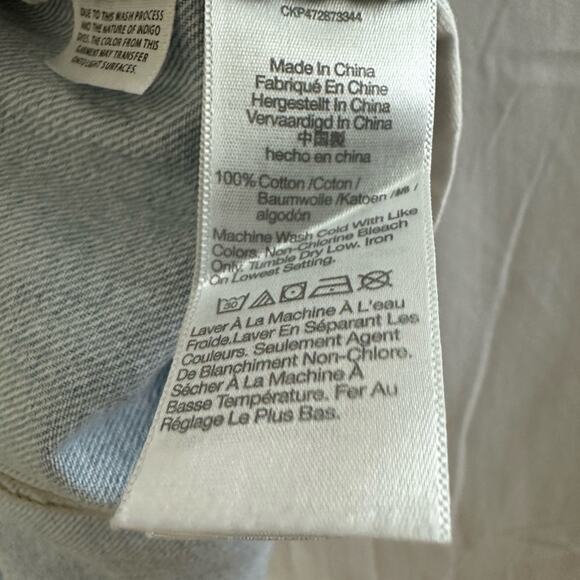 DUE TO THIS WASH PROCESS
AND THE NATURE OF INDIGO
DYES, THE COLOR FROM THIS
GARMENT MAY TRANSFER
ONTO LIGHT SURFACES.
CKP472873344
Made In China
Fabriqué En Chine
Hergestellt In China
Vervaardigd In China
中国製
hecho en china
100% Cotton /Coton /
Baumwolle /Katoen /綿 /
algodón
Machine Wash Cold With Like
Colors. Non-Chlorine Bleach
Only. Tumble Dry Low. Iron
On Lowest Setting.
30
Laver À La Machine À L'eau
Froide.Laver En Séparant Les
Couleurs. Seulement Agent
De Blanchiment Non-Chlore.
Sécher À La Machine À
Basse Température. Fer Au
Réglage Le Plus Bas.